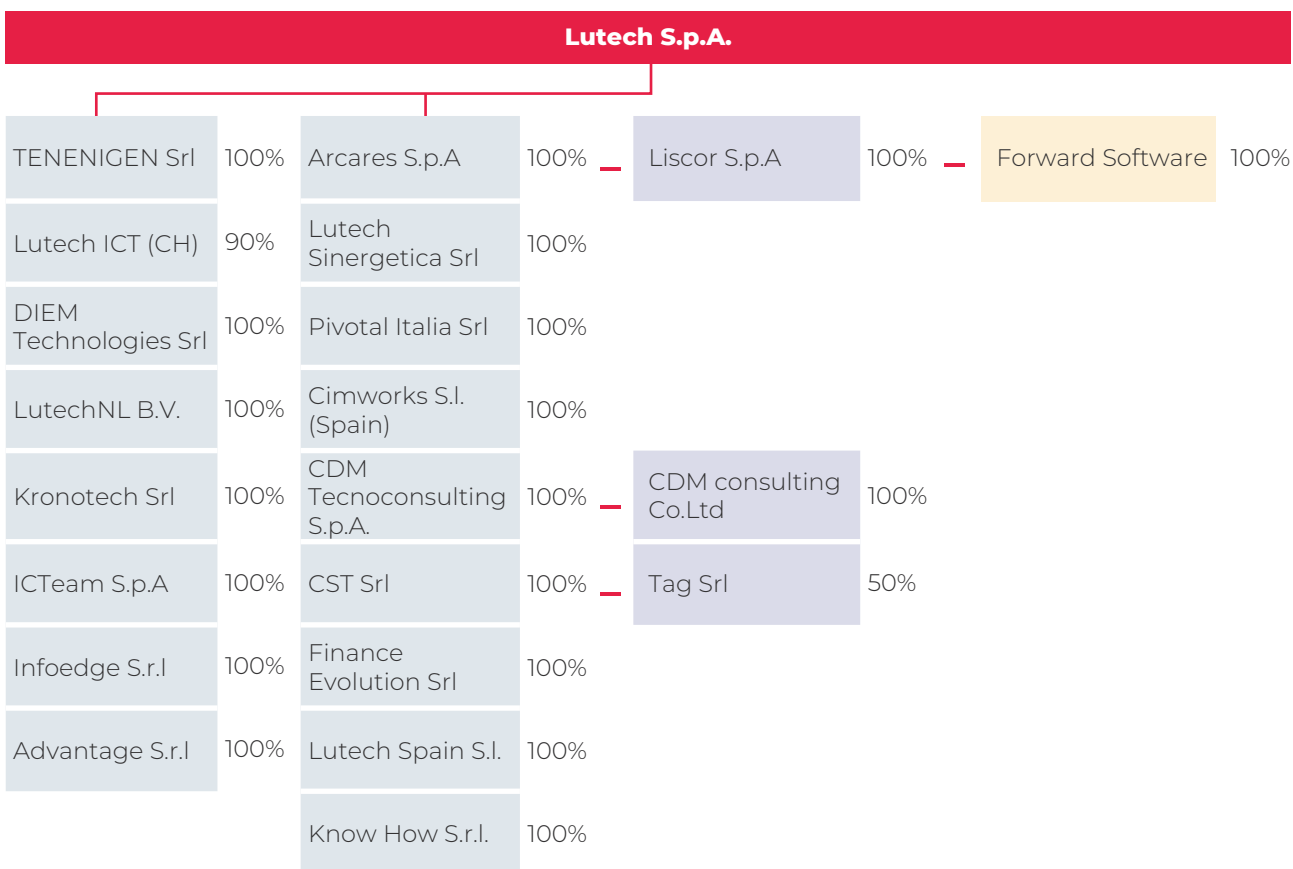 Lutech S.p.A.
TENENIGEN Srl 100% Arcares S.p.A 100% Liscor S.p.A 100% Forward Software 100%
Lutech ICT (CH) 90% Lutech
Sinergetica Srl 100%
DIEM
Technologies Srl 100% Pivotal Italia Srl 100%
LutechNL B.V. 100% Cimworks S.l.
(Spain) 100%
Kronotech Srl 100% CDM
Tecnoconsulting
S.p.A. 100% CDM consulting
Co.Ltd 100%
ICTeam S.p.A 100% CST Srl 100% Tag Srl 50%
Infoedge S.r.l 100% Finance
Evolution Srl 100%
Advantage S.r.l 100% Lutech Spain S.l. 100%
Know How S.r.l. 100%